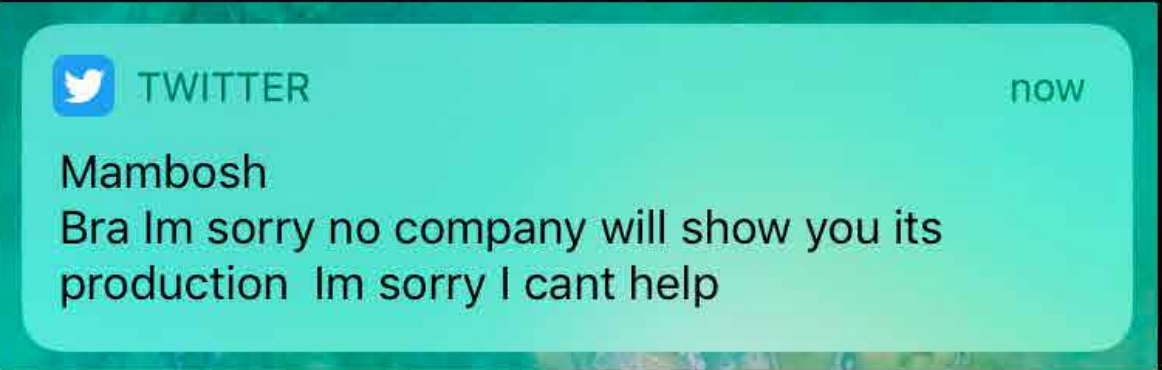 TWITTER now
Mambosh
Bra Im sorry no company will show you its
production  Im sorry I cant help